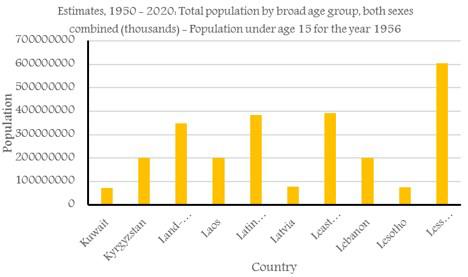 Estimates, 1950 - 2020: Total population by broad age group, both sexes
combined (thousands) - Population under age 15 for the year 1956
700000000
600000000
500000000
400000000
300000000
200000000
100000000
0
Population
Kuwait
Kyrgyzstan
Land-...
Laos
Latin...
Latvia
Least...
Lebanon
Lesotho
Less...
Country